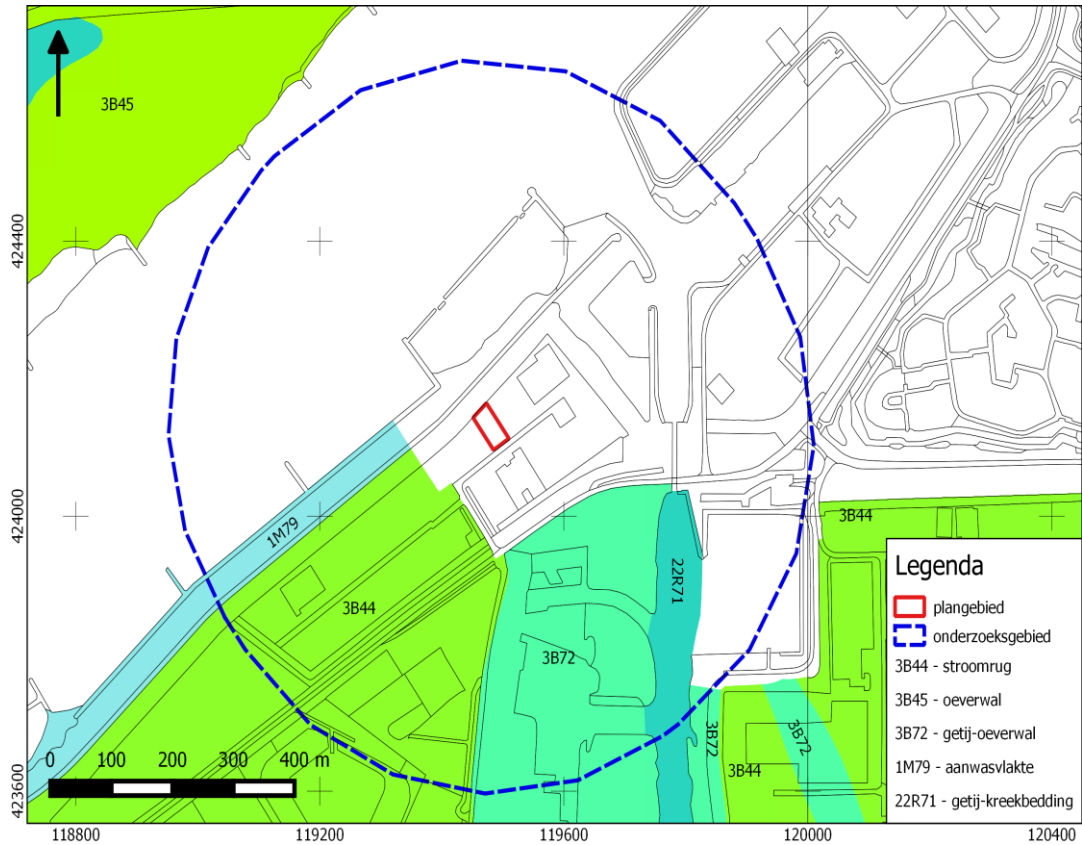 3B45
424400
424000
423600
1M79
3B44
3B72
22R71
3B72
3B44
3B72
3B44
Legenda
plangebied
onderzoeksgebied
3B44 - stroomrug
3B45 - oeverwal
3B72 - getij-oeverwal
1M79 - aanwasvlakte
22R71 - getij-kreekbedding
0 100 200 300 400 m
118800 119200 119600 120000 120400